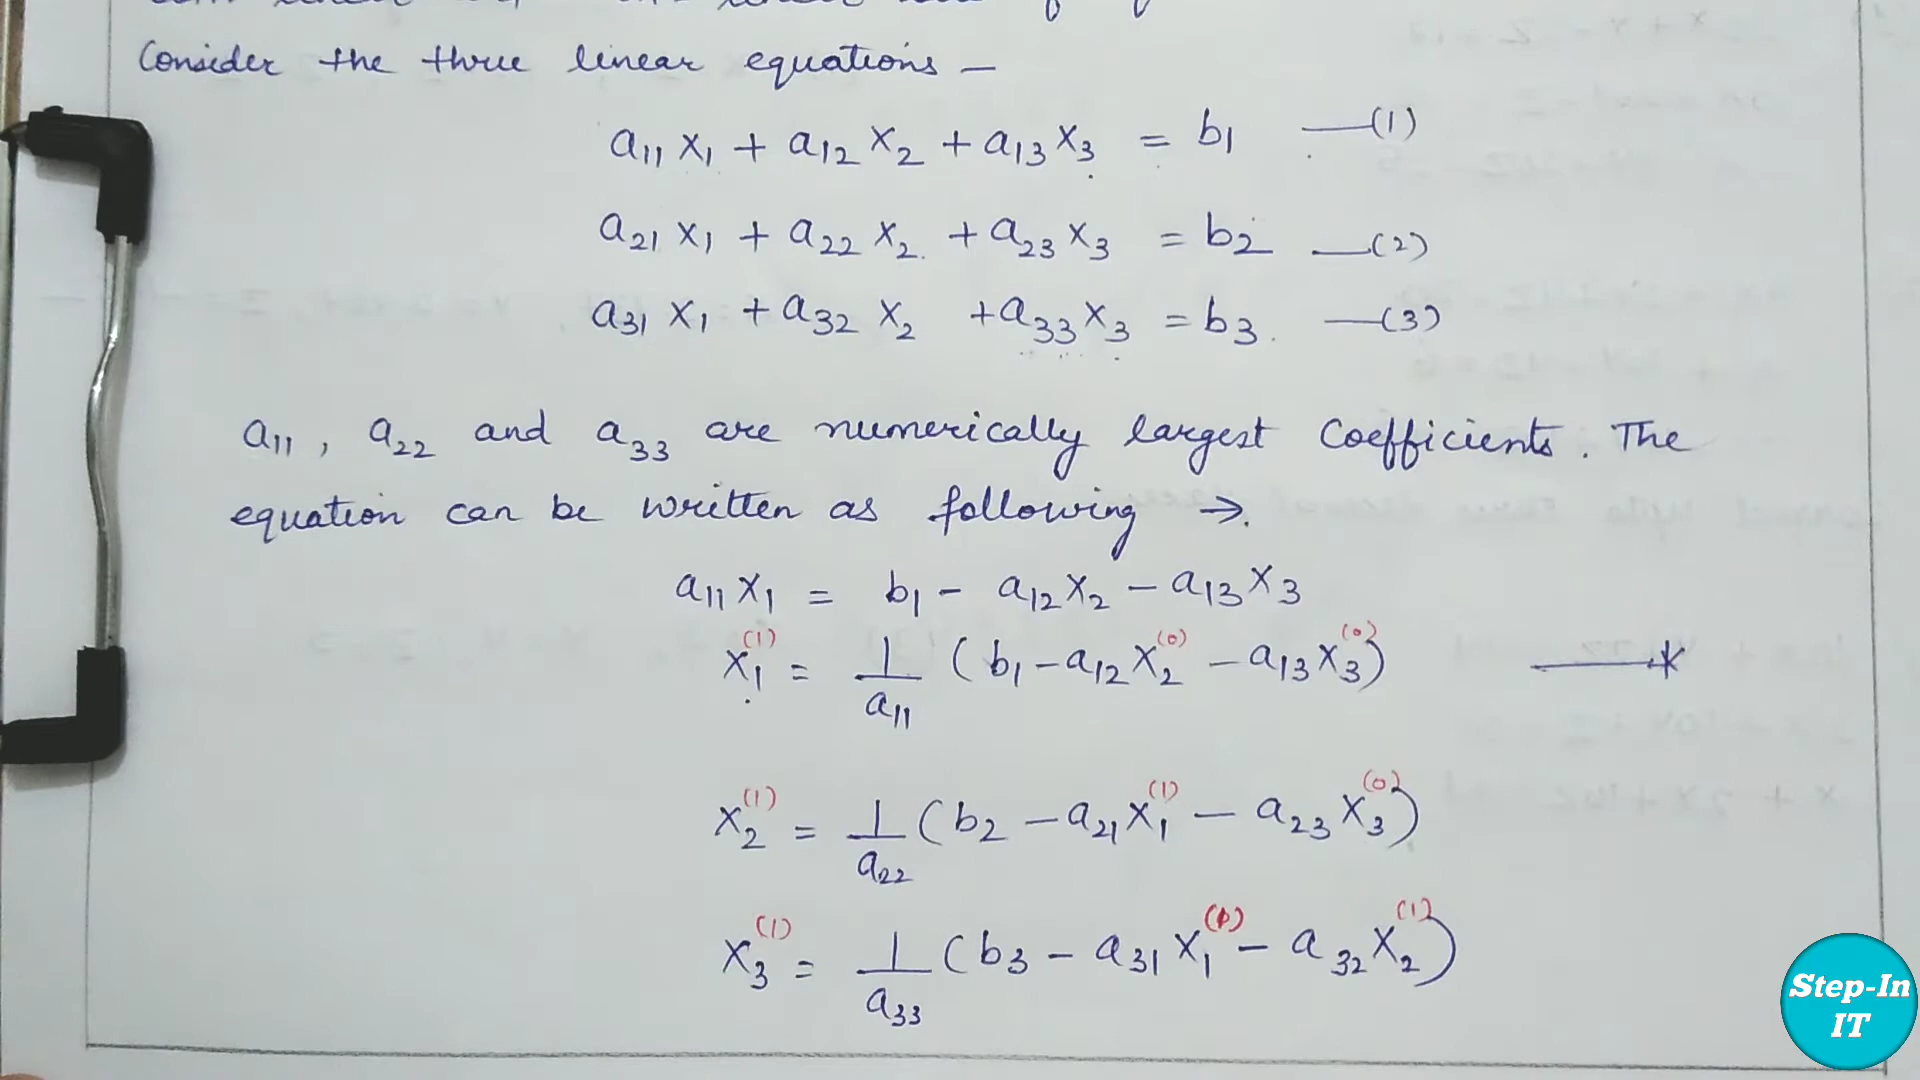 Consider the three linear equations –
a11 x1 + a12 x2 + a13 x3 = b1 —(1)
a21 x1 + a22 x2 + a23 x3 = b2 —(2)
a31 x1 + a32 x2 + a33 x3 = b3 —(3)
a11, a22 and a33 are numerically largest Coefficients. The
equation can be written as following →.
a11 x1 = b1 - a12 x2 - a13 x3
x1^(1) = 1/a11 (b1 - a12 x2^(0) - a13 x3^(0)) —*
x2^(1) = 1/a22 (b2 - a21 x1^(1) - a23 x3^(0))
x3^(1) = 1/a33 (b3 - a31 x1^(1) - a32 x2^(1))
Step-In
IT